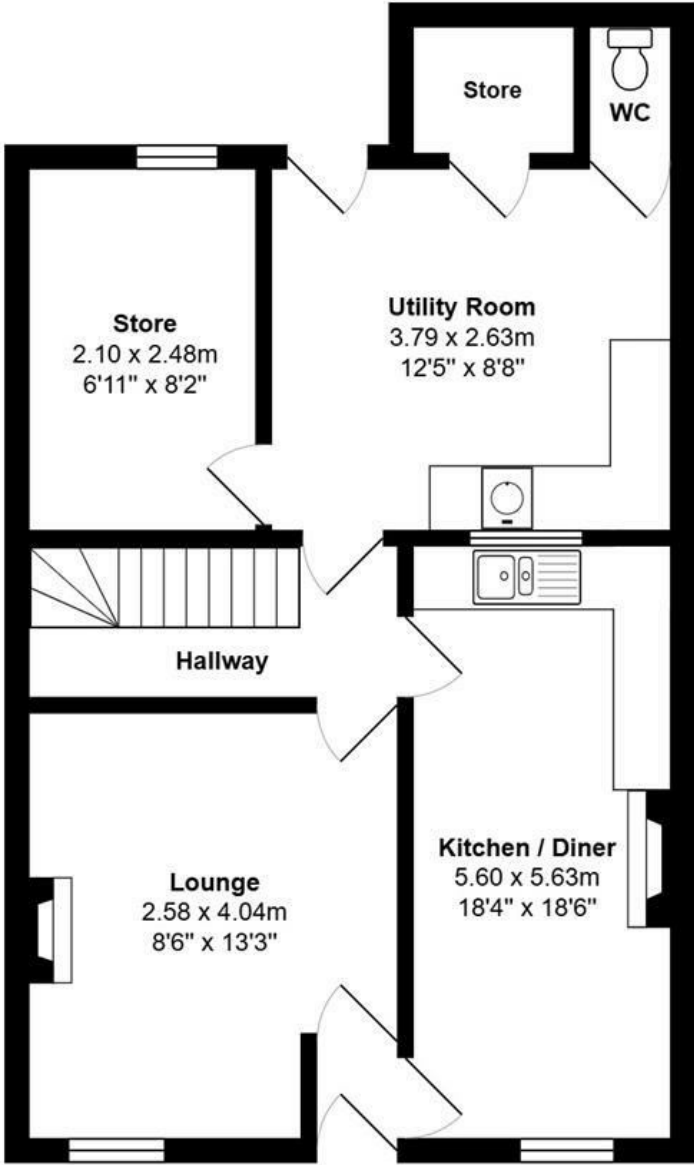 Store
WC
Store
2.10 x 2.48m
6'11" x 8'2"
Utility Room
3.79 x 2.63m
12'5" x 8'8"
Hallway
Lounge
2.58 x 4.04m
8'6" x 13'3"
Kitchen / Diner
5.60 x 5.63m
18'4" x 18'6"